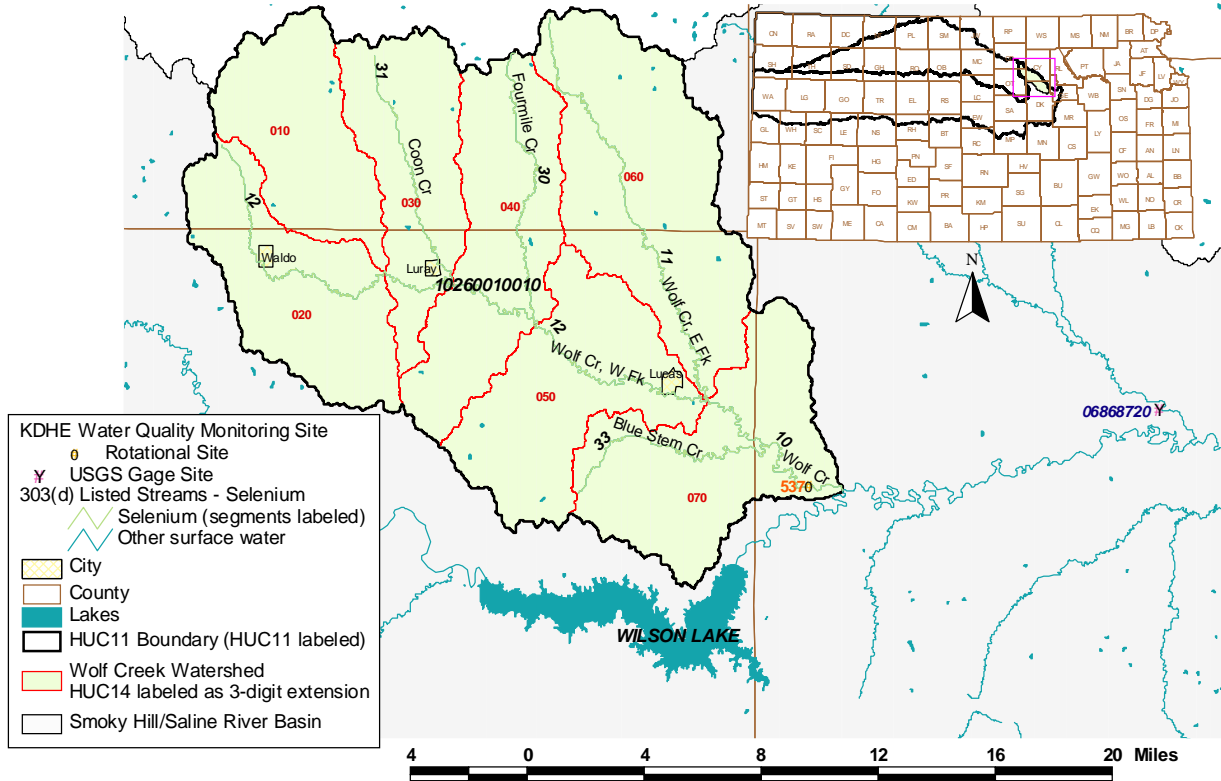 31
Fourmile Cr
010
Coon Cr
030
30
040
060
12
Waldo
Luray
10260010010
11
Wolf Cr, E Fk
020
12
Wolf Cr, W Fk
Lucas
050
Blue Stem Cr
33
10
Wolf Cr
5370
070
WILSON LAKE
06868720
N
CN RA DC PL SM RP WS MS NM BR DP
AT
SH TH SD GH RO OB MC CY RL PT JA JF LV WY
OT
WA LG GO TR EL RS LC SA DK WB SN DG JO
EW MR OS FR MI
GL WH SC LE NS RH BT RC MP MN CS LY
CF AN LN
HM KE FI HG PN SF RN HV BU GW WO AL BB
GY ED
ST GT HS FO PR SG EK WL NO CR
KW KM
MT SV SW ME CA CM BA HP SU CL CQ MG LB CK
KDHE Water Quality Monitoring Site
Rotational Site
USGS Gage Site
303(d) Listed Streams - Selenium
Selenium (segments labeled)
Other surface water
City
County
Lakes
HUC11 Boundary (HUC11 labeled)
Wolf Creek Watershed
HUC14 labeled as 3-digit extension
Smoky Hill/Saline River Basin
4 0 4 8 12 16 20 Miles